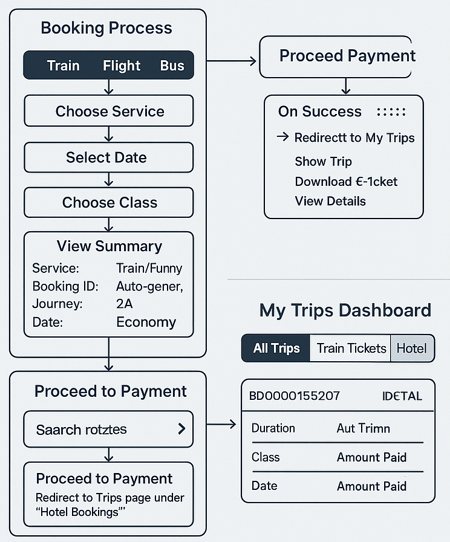 Booking Process
Train Flight Bus
Choose Service
Select Date
Choose Class
View Summary
Service: Train/Funny
Booking ID: Auto-gener,
Journey: 2A
Date: Economy
Proceed to Payment
Saarch rotztes
Proceed to Payment
Redirect to Trips page under
“Hotel Bookings”’
Proceed Payment
On Success
→ Redirectt to My Trips
Show Trip
Download €-1cket
View Details
My Trips Dashboard
All Trips Train Tickets Hotel
BD0000155207 IDETAL
Duration Aut Trimn
Class Amount Paid
Date Amount Paid